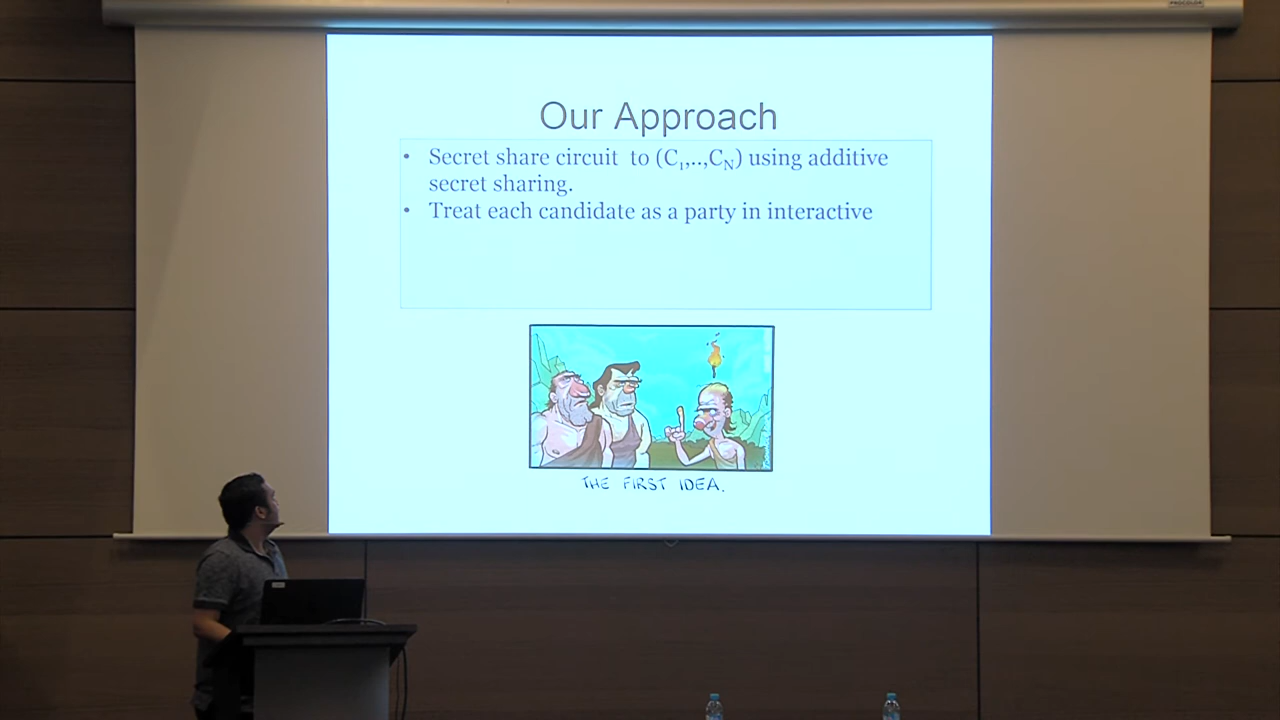 Our Approach
• Secret share circuit to (C₁,..,C_N) using additive
secret sharing.
• Treat each candidate as a party in interactive
THE FIRST IDEA.